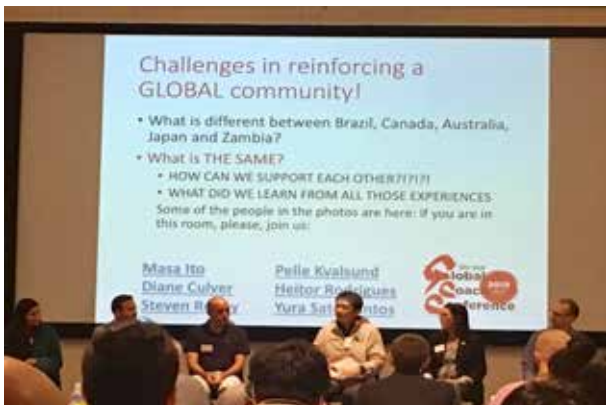 Challenges in reinforcing a
GLOBAL community!
• What is different between Brazil, Canada, Australia,
Japan and Zambia?
• What is THE SAME?
• HOW CAN WE SUPPORT EACH OTHER?!?!?!
• WHAT DID WE LEARN FROM ALL THOSE EXPERIENCES
Some of the people in the photos are here: if you are in
this room, please, join us:
Masa Ito
Diane Culver
Steven
Pelle Kvalsund
Heitor Rodrigues
Yura
Global
Coach
Conference